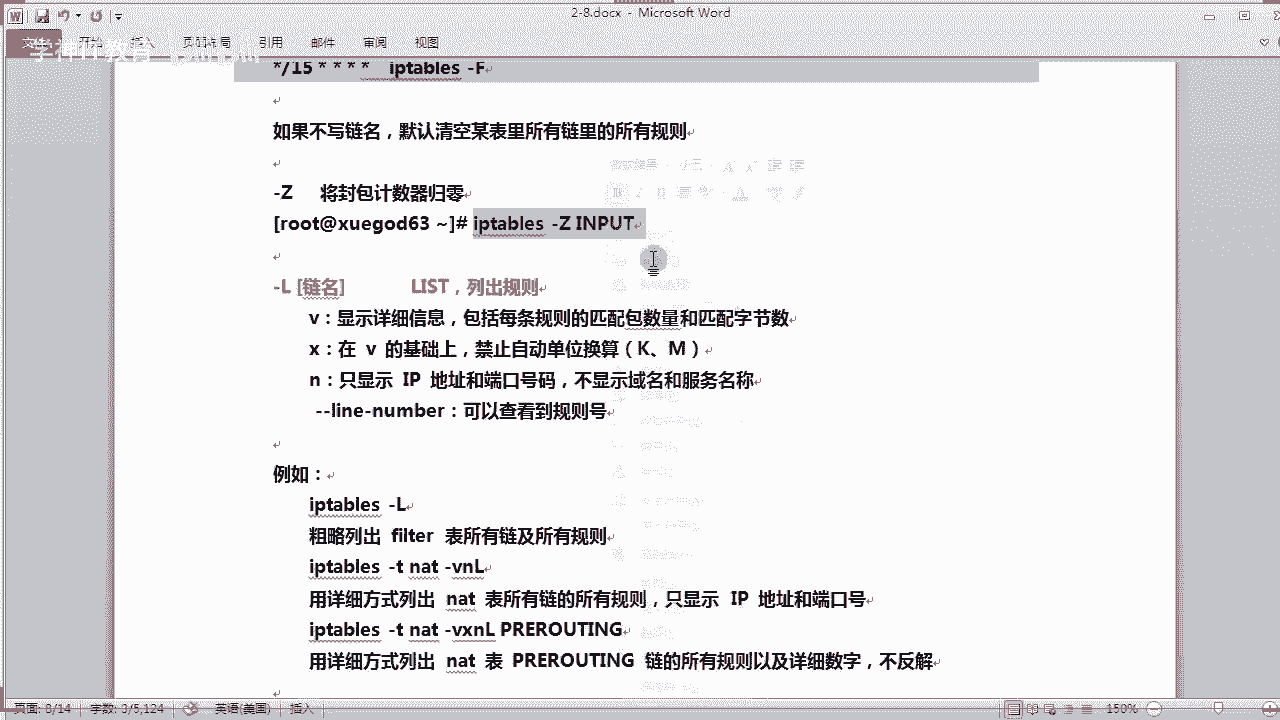 2-8.docx - Microsoft Word
文件 开始 插入 页面布局 引用 邮件 审阅 视图
学神IT教育
*/15 * * * * iptables -F
如果不写链名，默认清空某表里所有链里的所有规则
-Z 将封包计数器归零
[root@xuegod63 ~]# iptables -Z INPUT
-L [链名] LIST，列出规则
v：显示详细信息，包括每条规则的匹配包数量和匹配字节数
x：在 v 的基础上，禁止自动单位换算（K、M）
n：只显示 IP 地址和端口号码，不显示域名和服务名称
--line-number：可以查看到规则号
例如：
iptables -L
粗略列出 filter 表所有链及所有规则
iptables -t nat -vnL
用详细方式列出 nat 表所有链的所有规则，只显示 IP 地址和端口号
iptables -t nat -vxnL PREROUTING
用详细方式列出 nat 表 PREROUTING 链的所有规则以及详细数字，不反解
页面: 8/14 字数: 3/5,124 英语(美国) 插入 150%